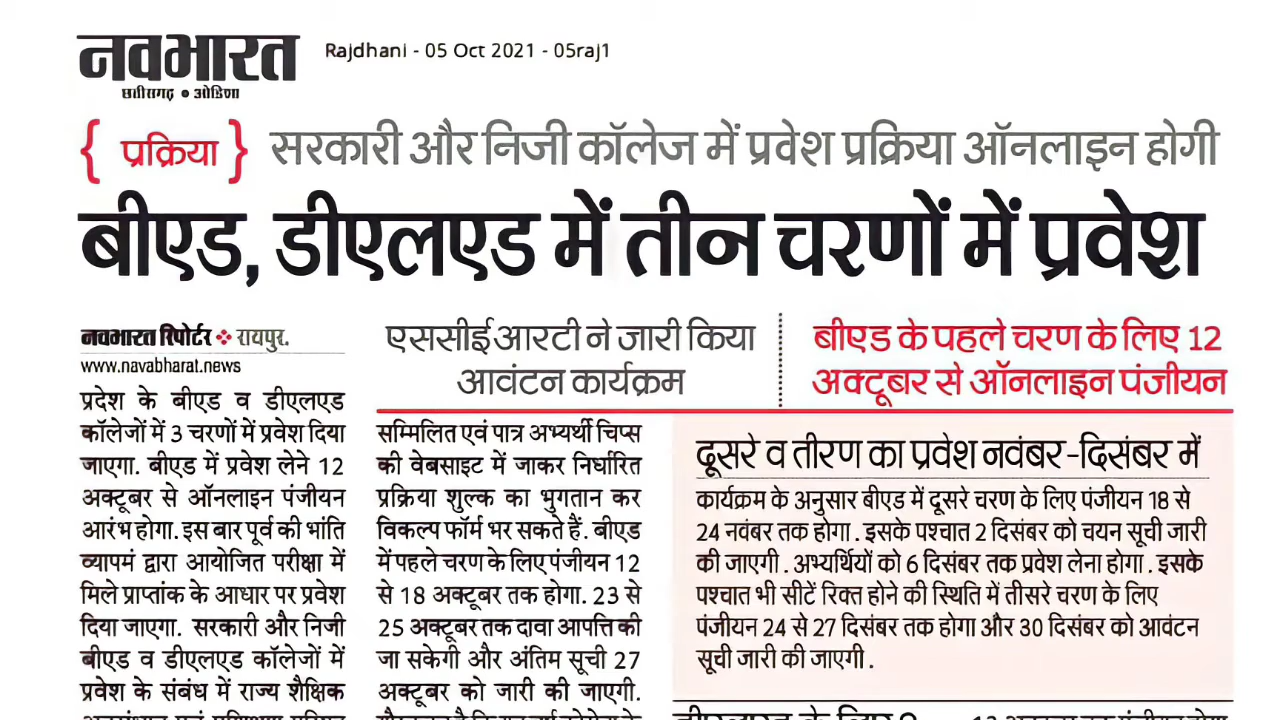 नवभारत
छत्तीसगढ़ • ओडिशा
Rajdhani - 05 Oct 2021 - 05raj1
{ प्रक्रिया } सरकारी और निजी कॉलेज में प्रवेश प्रक्रिया ऑनलाइन होगी
बीएड, डीएलएड में तीन चरणों में प्रवेश
नवभारत रिपोर्टर ❖ रायपुर.
www.navabharat.news
प्रदेश के बीएड व डीएलएड
कॉलेजों में 3 चरणों में प्रवेश दिया
जाएगा. बीएड में प्रवेश लेने 12
अक्टूबर से ऑनलाइन पंजीयन
आरंभ होगा. इस बार पूर्व की भांति
व्यापमं द्वारा आयोजित परीक्षा में
मिले प्राप्तांक के आधार पर प्रवेश
दिया जाएगा. सरकारी और निजी
बीएड व डीएलएड कॉलेजों में
प्रवेश के संबंध में राज्य शैक्षिक
एससीईआरटी ने जारी किया
आवंटन कार्यक्रम
बीएड के पहले चरण के लिए 12
अक्टूबर से ऑनलाइन पंजीयन
सम्मिलित एवं पात्र अभ्यर्थी चिप्स
की वेबसाइट में जाकर निर्धारित
प्रक्रिया शुल्क का भुगतान कर
विकल्प फॉर्म भर सकते हैं. बीएड
में पहले चरण के लिए पंजीयन 12
से 18 अक्टूबर तक होगा. 23 से
25 अक्टूबर तक दावा आपत्ति की
जा सकेगी और अंतिम सूची 27
अक्टूबर को जारी की जाएगी.
दूसरे व तीरण का प्रवेश नवंबर-दिसंबर में
कार्यक्रम के अनुसार बीएड में दूसरे चरण के लिए पंजीयन 18 से
24 नवंबर तक होगा . इसके पश्चात 2 दिसंबर को चयन सूची जारी
की जाएगी . अभ्यर्थियों को 6 दिसंबर तक प्रवेश लेना होगा . इसके
पश्चात भी सीटें रिक्त होने की स्थिति में तीसरे चरण के लिए
पंजीयन 24 से 27 दिसंबर तक होगा और 30 दिसंबर को आवंटन
सूची जारी की जाएगी .